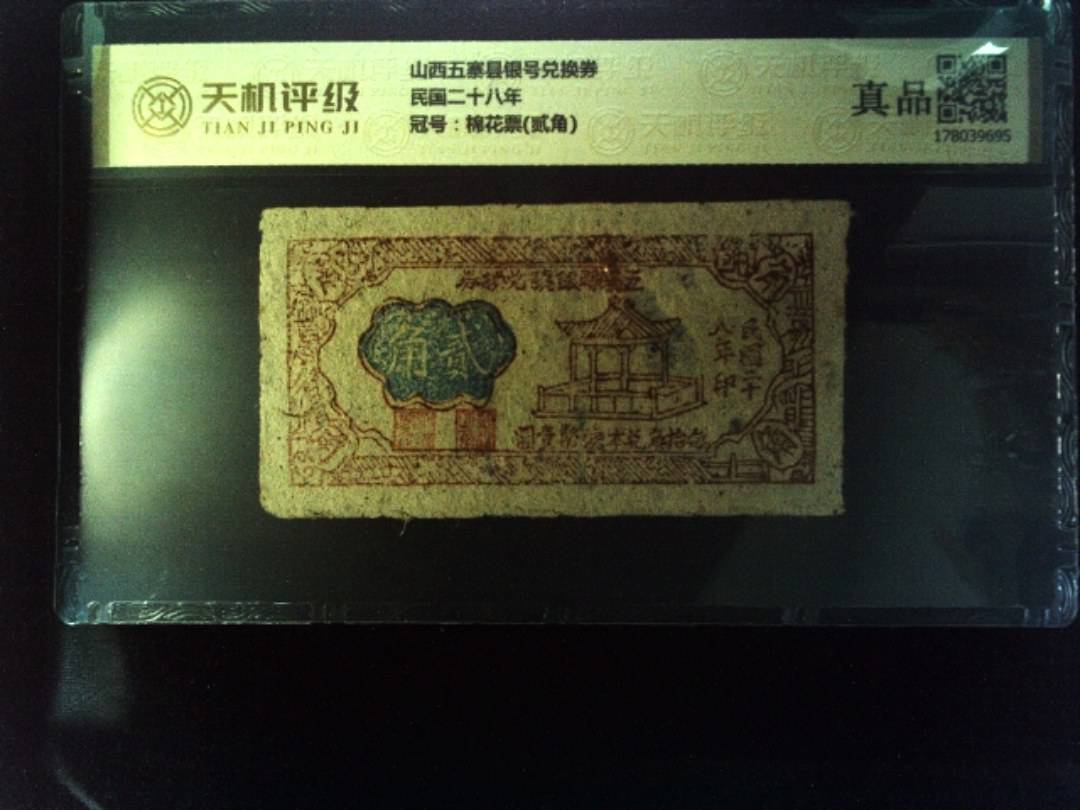 天机评级
TIAN JI PING JI
山西五寨县银号兑换券
民国二十八年
冠号：棉花票(贰角)
真品
178039695
贰角
民國二十
八年印